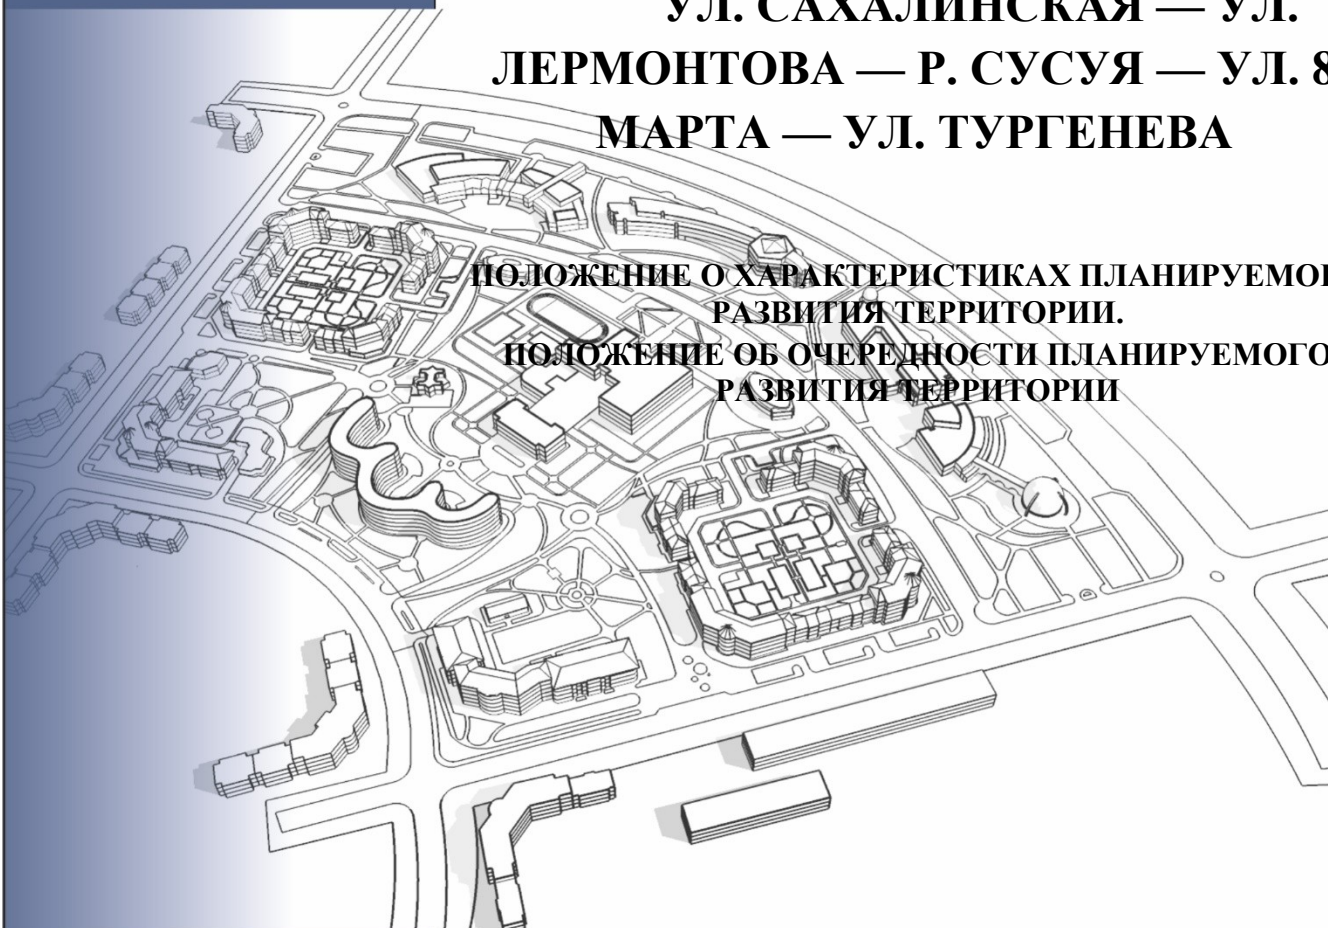 УЛ. САХАЛИНСКАЯ — УЛ.
ЛЕРМОНТОВА — Р. СУСУЯ — УЛ. 8
МАРТА — УЛ. ТУРГЕНЕВА
ПОЛОЖЕНИЕ О ХАРАКТЕРИСТИКАХ
РАЗВИТИЯ ТЕРРИТОРИИ.
ПОЛОЖЕНИЕ ОБ ОЧЕРЕДНОСТИ ПЛАНИРУЕМОГО
РАЗВИТИЯ ТЕРРИТОРИИ